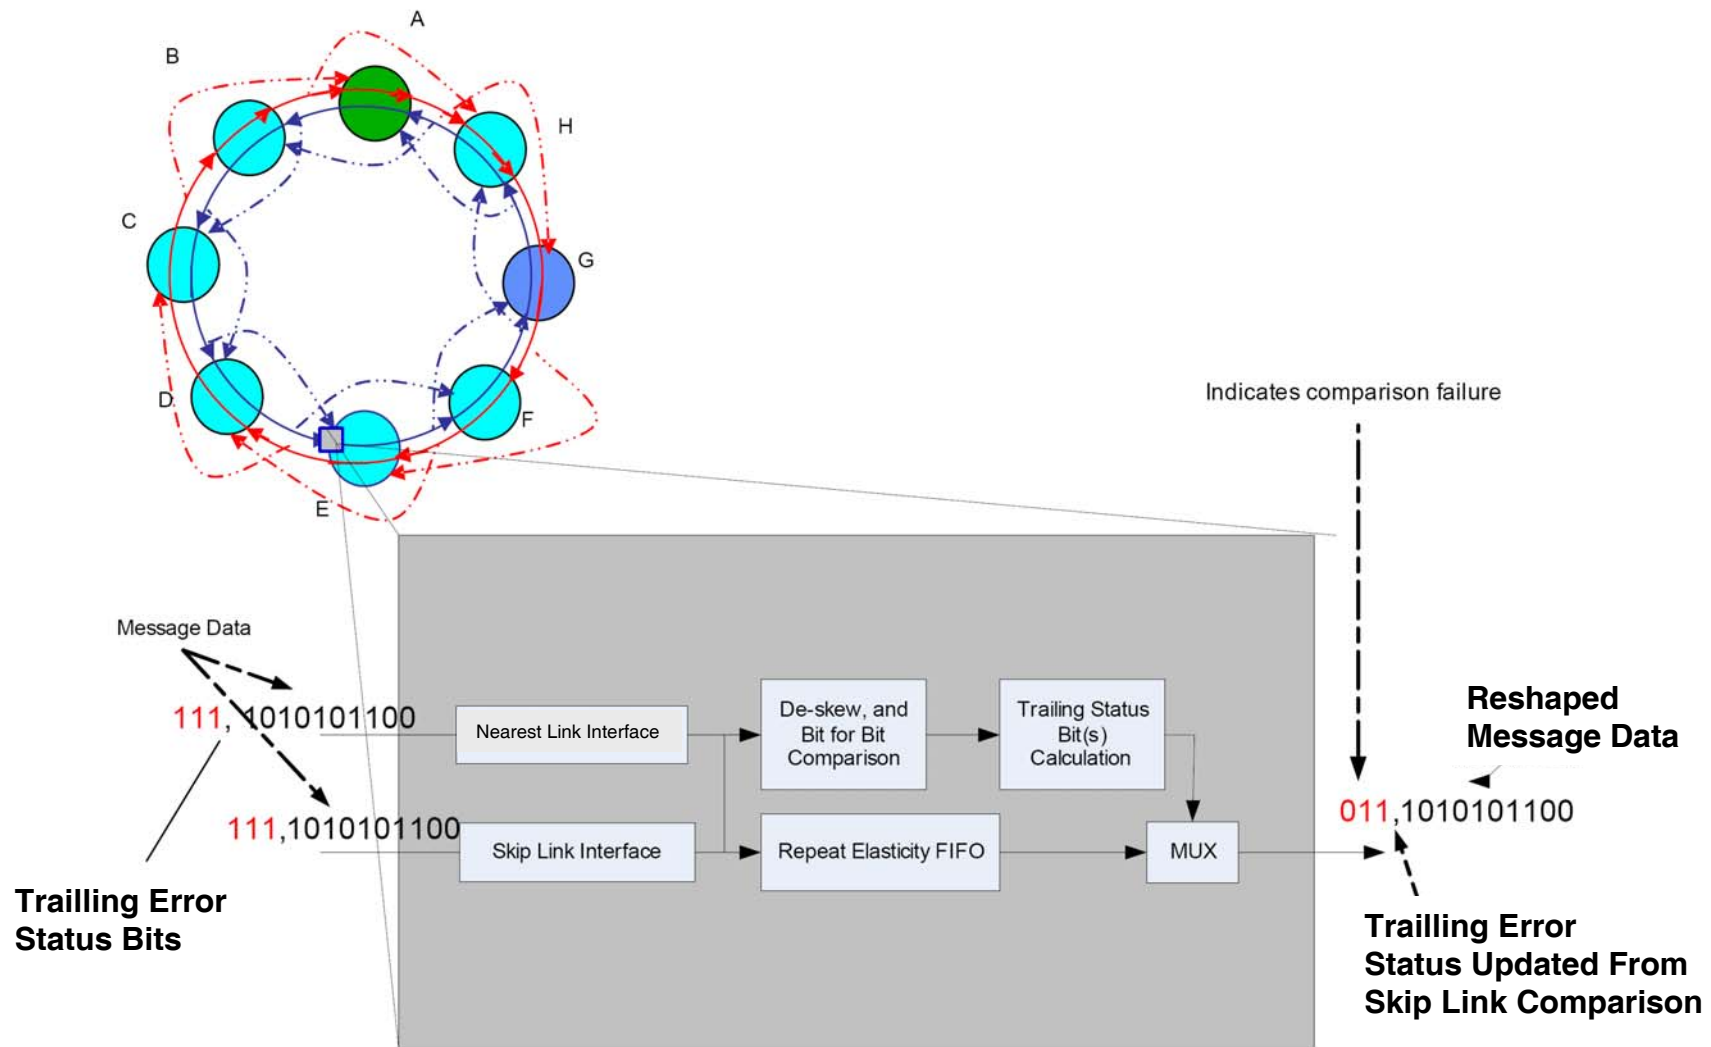 A
B
H
C
G
D
F
E
Indicates comparison failure
Message Data
111, 1010101100
111,1010101100
Nearest Link Interface
Skip Link Interface
De-skew, and
Bit for Bit
Comparison
Trailing Status
Bit(s)
Calculation
Repeat Elasticity FIFO
MUX
Reshaped
Message Data
011,1010101100
Trailling Error
Status Bits
Trailling Error
Status Updated From
Skip Link Comparison